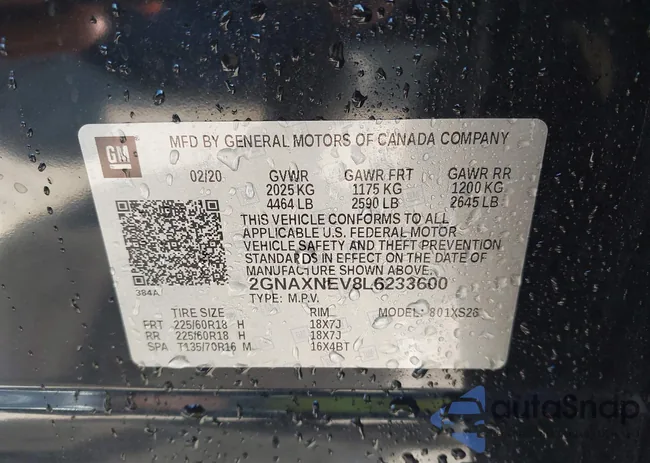 GM
MFD BY GENERAL MOTORS OF CANADA COMPANY
02/20 GVWR GAWR FRT GAWR RR
2025 KG 1175 KG 1200 KG
4464 LB 2590 LB 2645 LB
THIS VEHICLE CONFORMS TO ALL
APPLICABLE U.S. FEDERAL MOTOR
VEHICLE SAFETY AND THEFT PREVENTION
STANDARDS IN EFFECT ON THE DATE OF
MANUFACTURE SHOWN ABOVE.
384A 2GNAXNEV8L6233600
TYPE: M.P.V. MODEL: 801XS26
TIRE SIZE RIM
FRT 225/60R18 H 18X7J
RR 225/60R18 H 18X7J
SPA T135/70R16 M 16X4BT
autoSnap